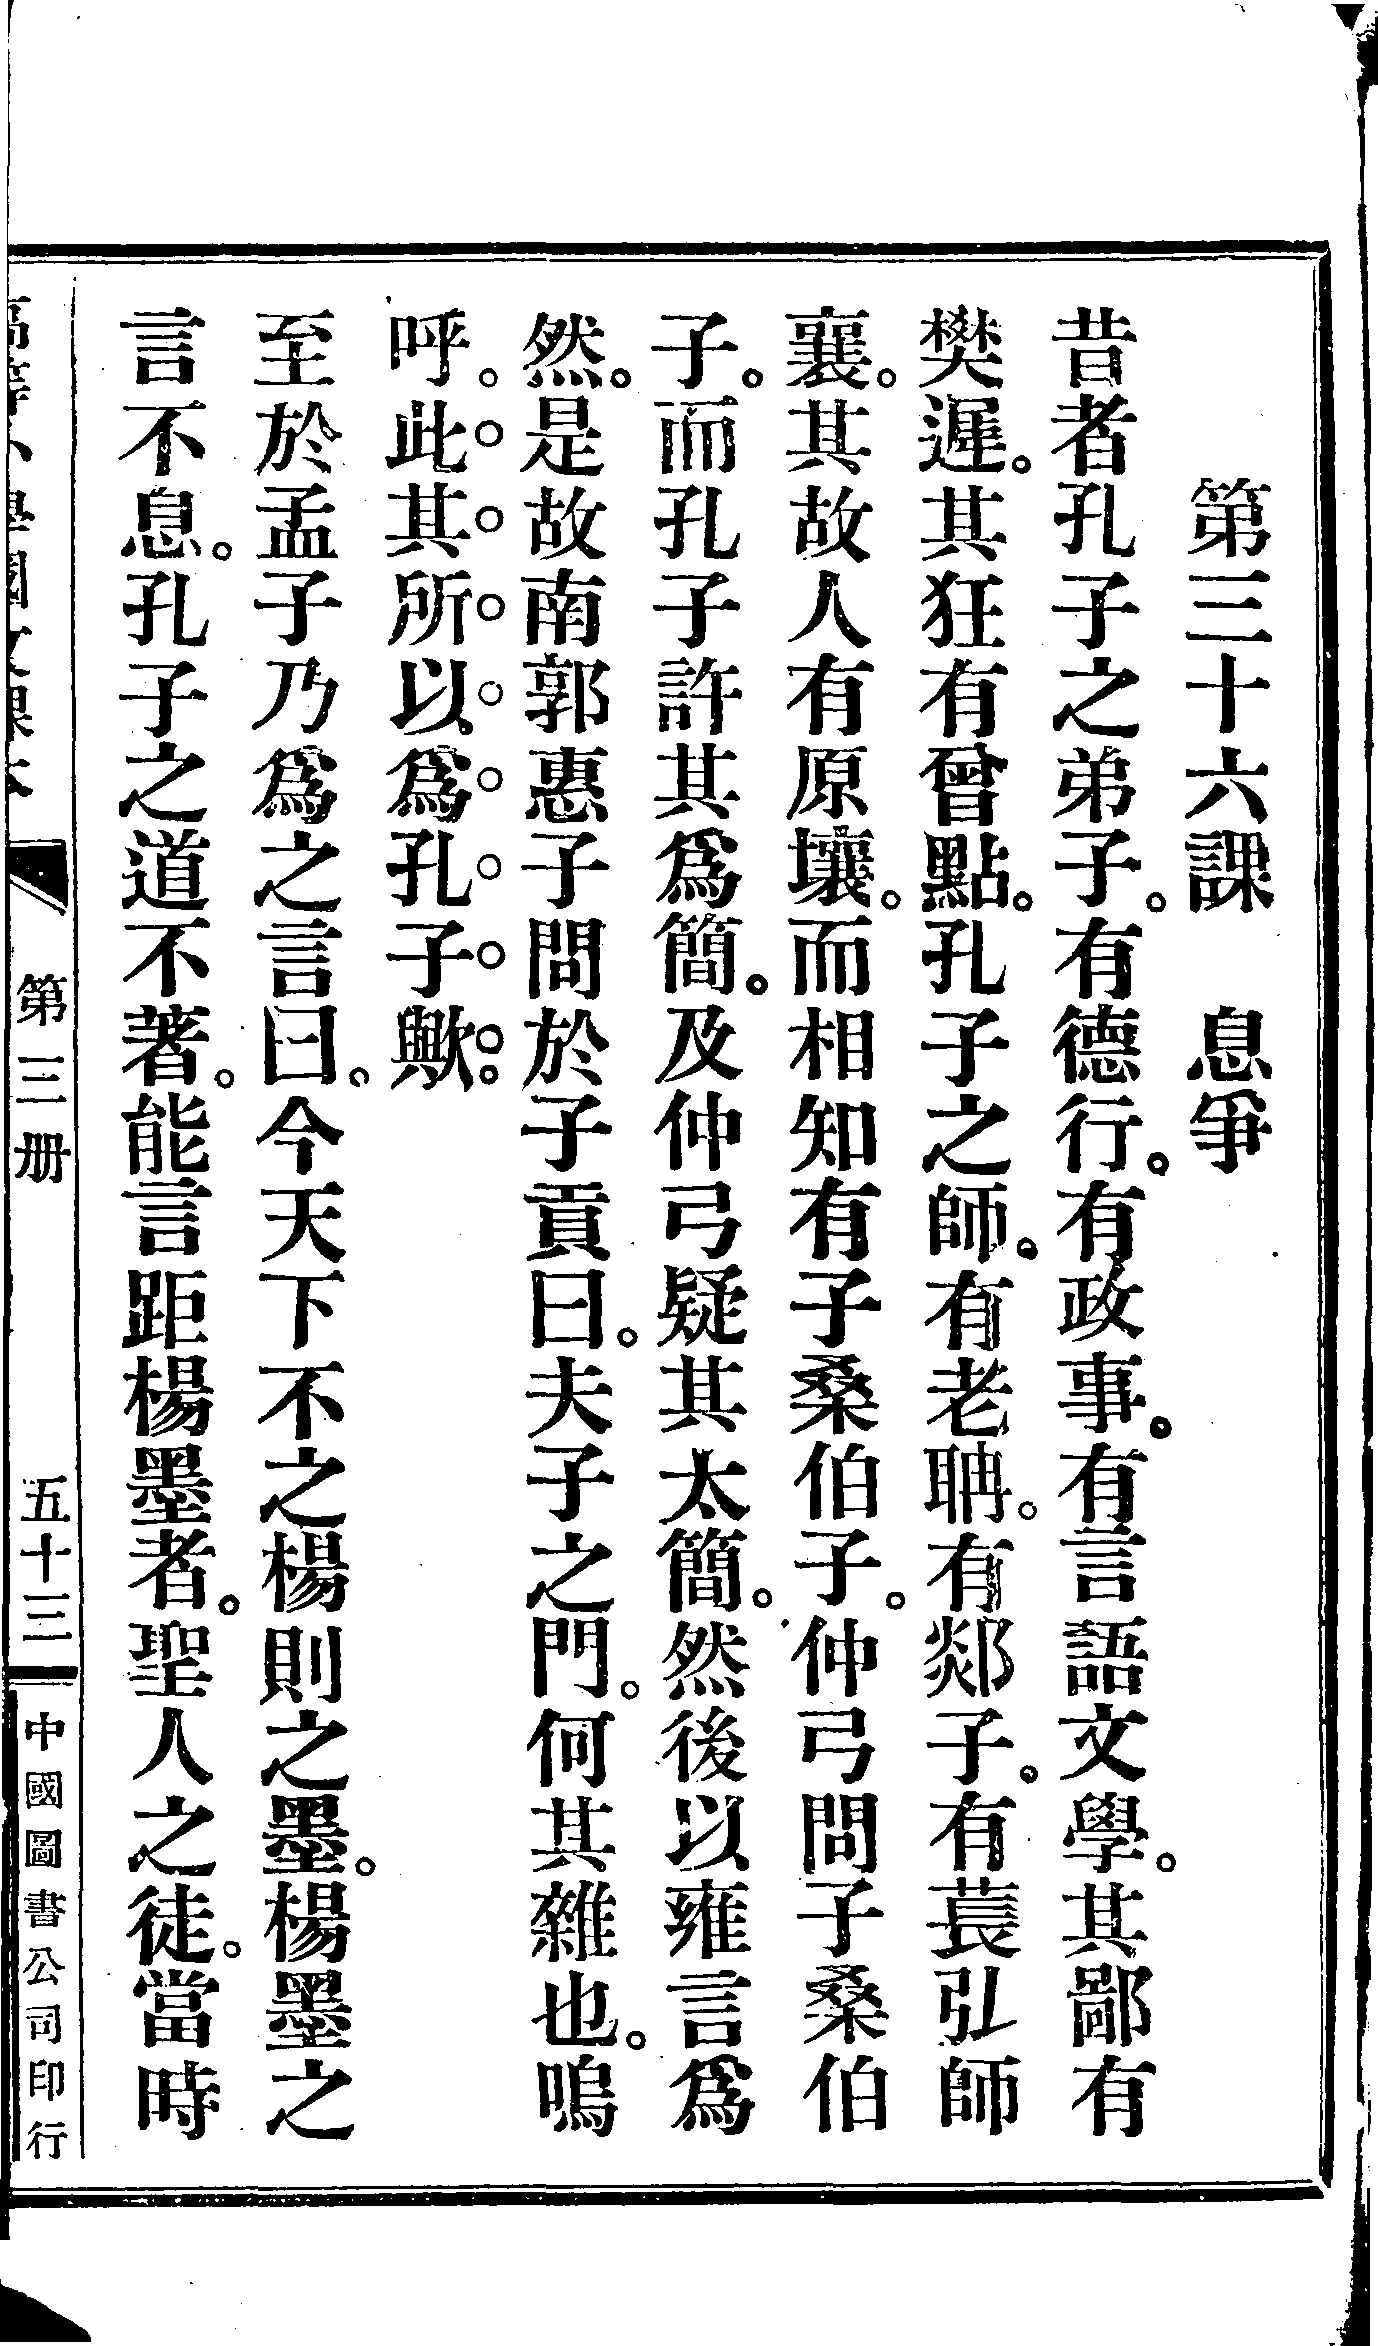 第三十六課　息爭
昔者孔子之弟子。有德行。有政事。有言語文學。其鄙有
樊遲。其狂有曾點。孔子之師。有老聃。有郯子。有萇弘師
襄。其故人有原壤。而相知有子桑伯子。仲弓問子桑伯
子。而孔子許其爲簡。及仲弓疑其太簡。然後以雍言爲
然。是故南郭惠子問於子貢曰。夫子之門。何其雜也。嗚
呼。此其所以爲孔子歟。
至於孟子乃爲之言曰。今天下不之楊則之墨。楊墨之
言不息。孔子之道不著。能言距楊墨者。聖人之徒。當時
高等小學國文課本　第三册　五十三　中國圖書公司印行